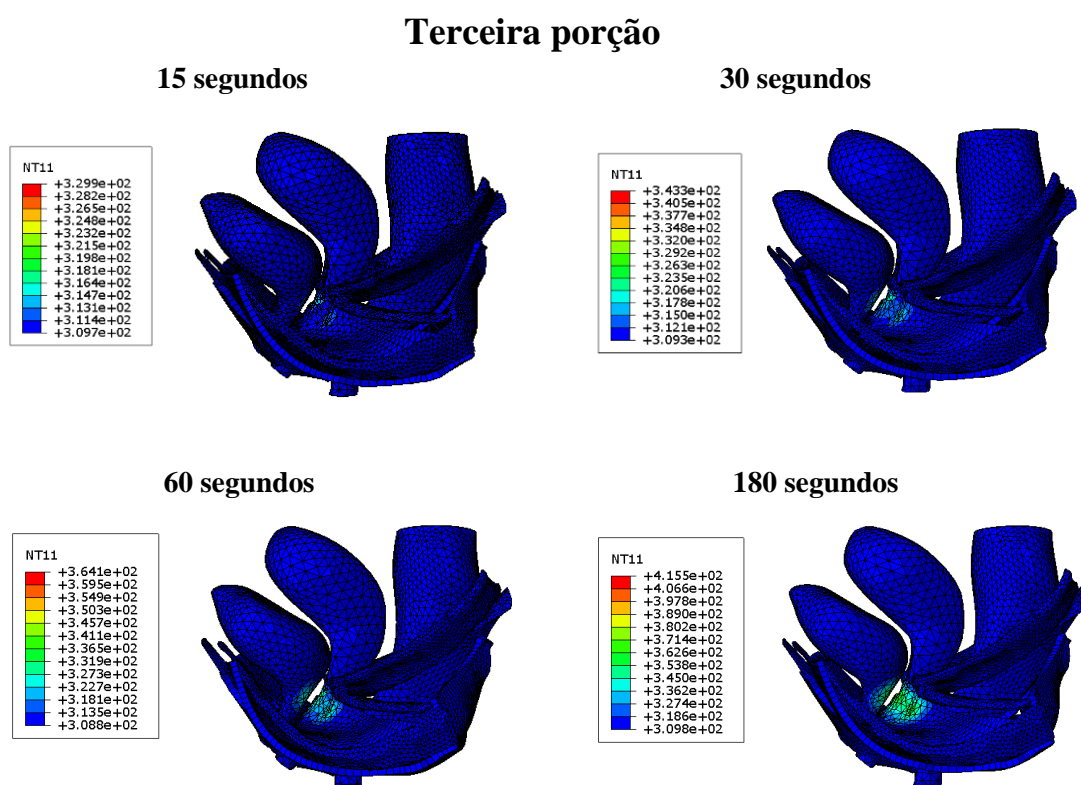 Terceira porção
15 segundos
30 segundos
NT11
+3.299e+02
+3.282e+02
+3.265e+02
+3.248e+02
+3.232e+02
+3.215e+02
+3.198e+02
+3.181e+02
+3.164e+02
+3.147e+02
+3.131e+02
+3.114e+02
+3.097e+02
NT11
+3.433e+02
+3.405e+02
+3.377e+02
+3.348e+02
+3.320e+02
+3.292e+02
+3.263e+02
+3.235e+02
+3.206e+02
+3.178e+02
+3.150e+02
+3.121e+02
+3.093e+02
60 segundos
180 segundos
NT11
+3.641e+02
+3.595e+02
+3.549e+02
+3.503e+02
+3.457e+02
+3.411e+02
+3.365e+02
+3.319e+02
+3.273e+02
+3.227e+02
+3.181e+02
+3.135e+02
+3.088e+02
NT11
+4.155e+02
+4.066e+02
+3.978e+02
+3.890e+02
+3.802e+02
+3.714e+02
+3.626e+02
+3.538e+02
+3.450e+02
+3.362e+02
+3.274e+02
+3.186e+02
+3.098e+02